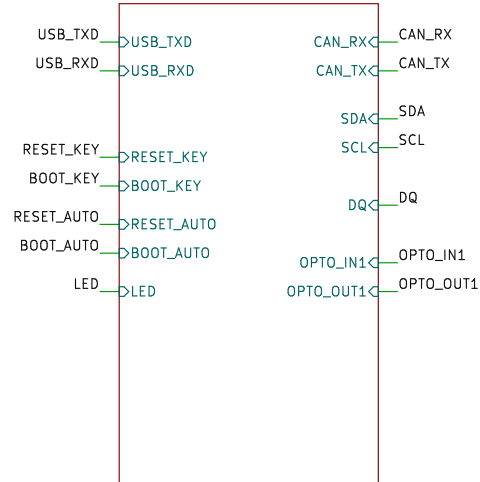 USB_TXD
USB_TXD
CAN_RX
CAN_RX
USB_RXD
USB_RXD
CAN_TX
CAN_TX
SDA
SDA
SCL
SCL
RESET_KEY
RESET_KEY
BOOT_KEY
BOOT_KEY
DQ
DQ
RESET_AUTO
RESET_AUTO
BOOT_AUTO
BOOT_AUTO
OPTO_IN1
OPTO_IN1
LED
LED
OPTO_OUT1
OPTO_OUT1